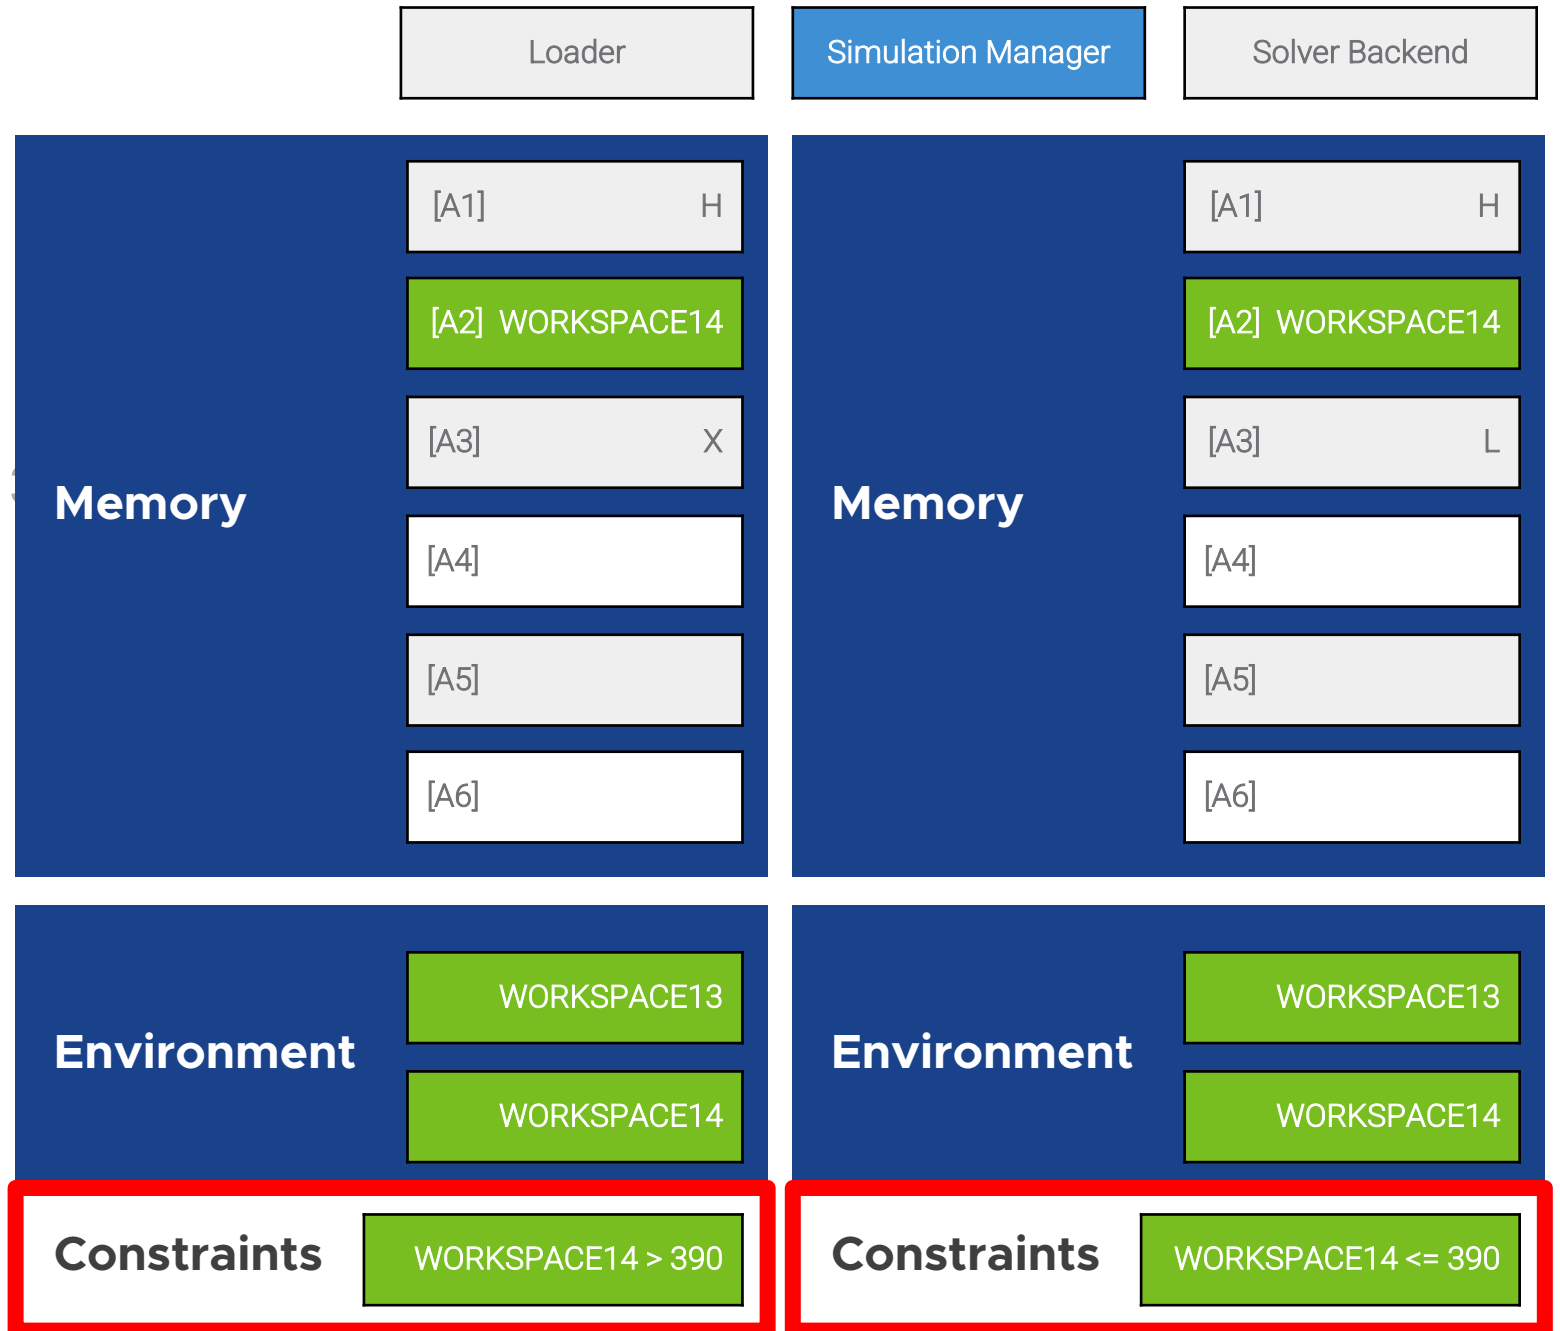 Loader
Simulation Manager
Solver Backend
Memory
[A1] H
[A2] WORKSPACE14
[A3] X
[A4]
[A5]
[A6]
Memory
[A1] H
[A2] WORKSPACE14
[A3] L
[A4]
[A5]
[A6]
Environment
WORKSPACE13
WORKSPACE14
Environment
WORKSPACE13
WORKSPACE14
Constraints
WORKSPACE14 > 390
Constraints
WORKSPACE14 <= 390